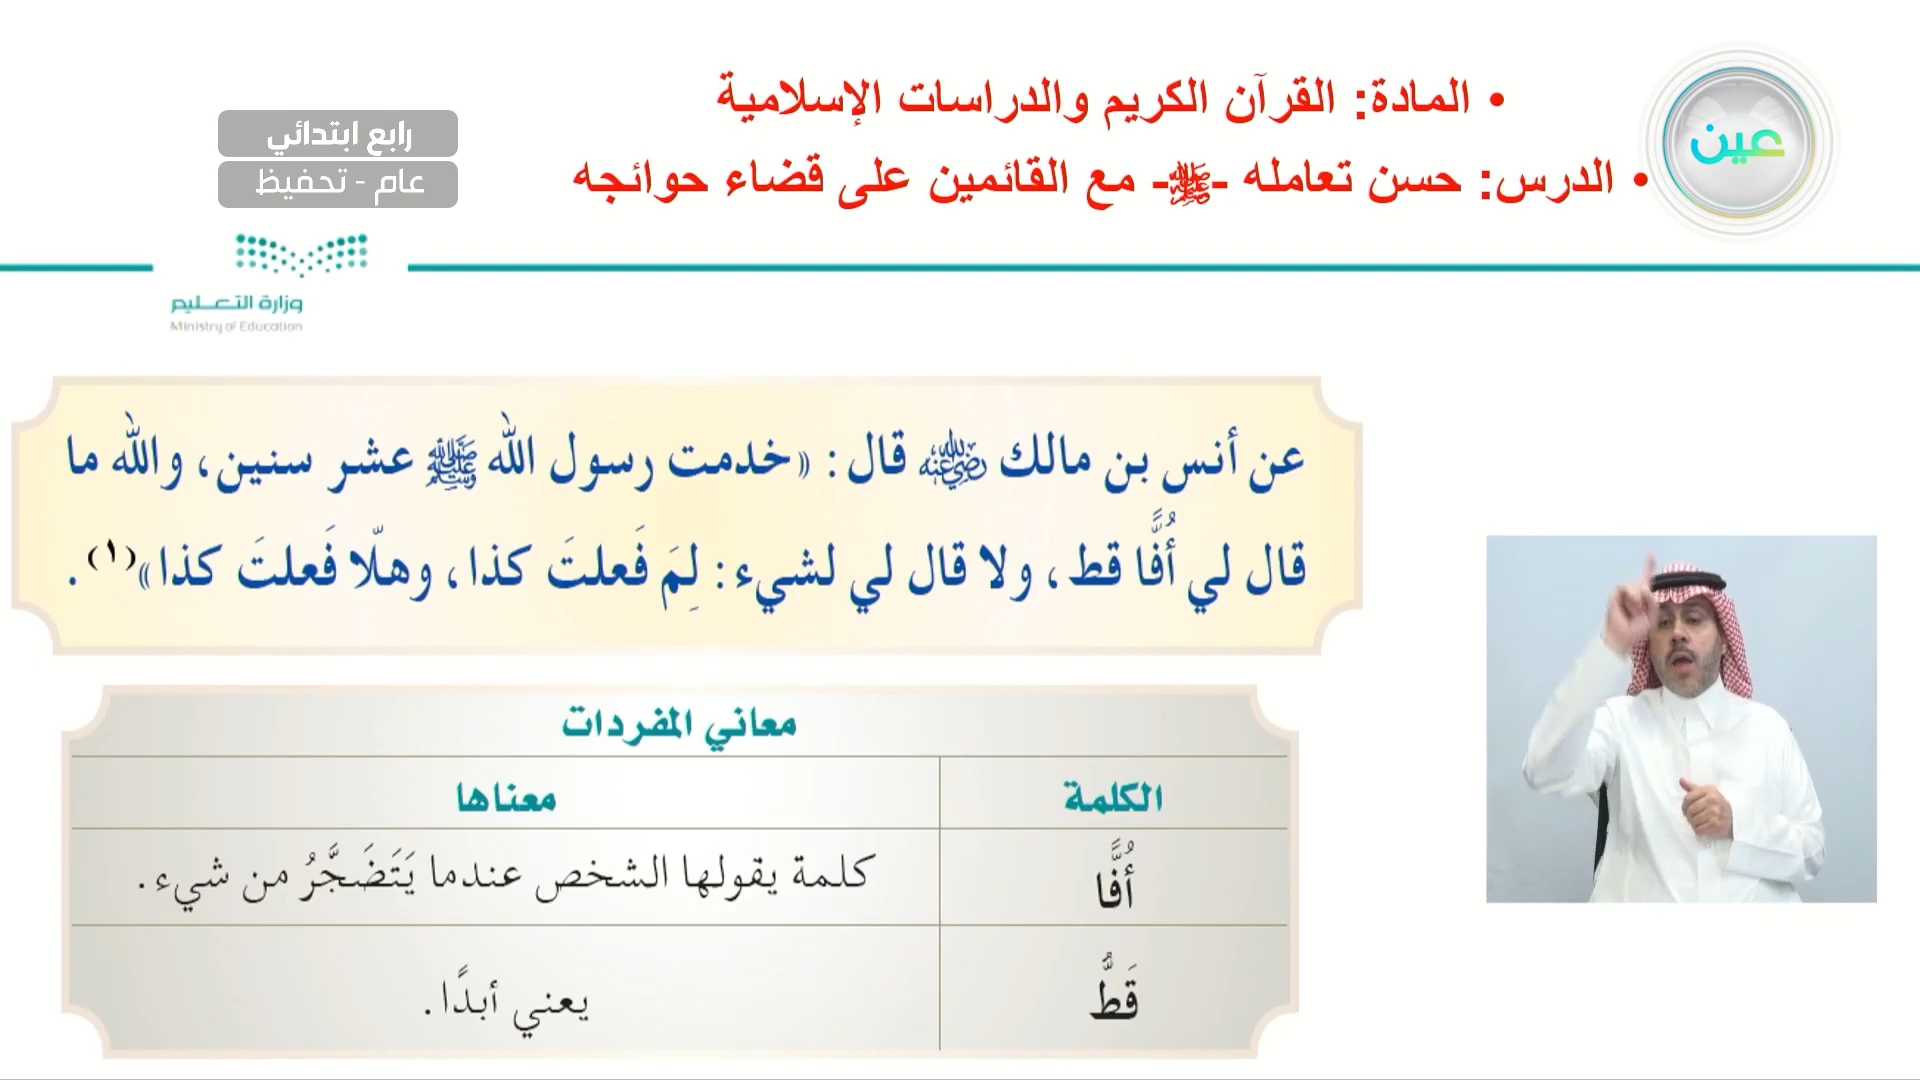 • المادة: القرآن الكريم والدراسات الإسلامية
• الدرس: حسن تعامله -ﷺ- مع القائمين على قضاء حوائجه
عين
رابع ابتدائي
عام - تحفيظ
وزارة التعليم
Ministry of Education
عن أنس بن مالك رضي الله عنه قال: «خدمت رسول الله ﷺ عشر سنين، والله ما
قال لي أُفًّا قط، ولا قال لي لشيء: لِمَ فَعلتَ كذا، وهلّا فَعلتَ كذا»(١).
معاني المفردات
الكلمة معناها
أُفًّا كلمة يقولها الشخص عندما يَتَضَجَّرُ من شيء.
قَطُّ يعني أبدًا.